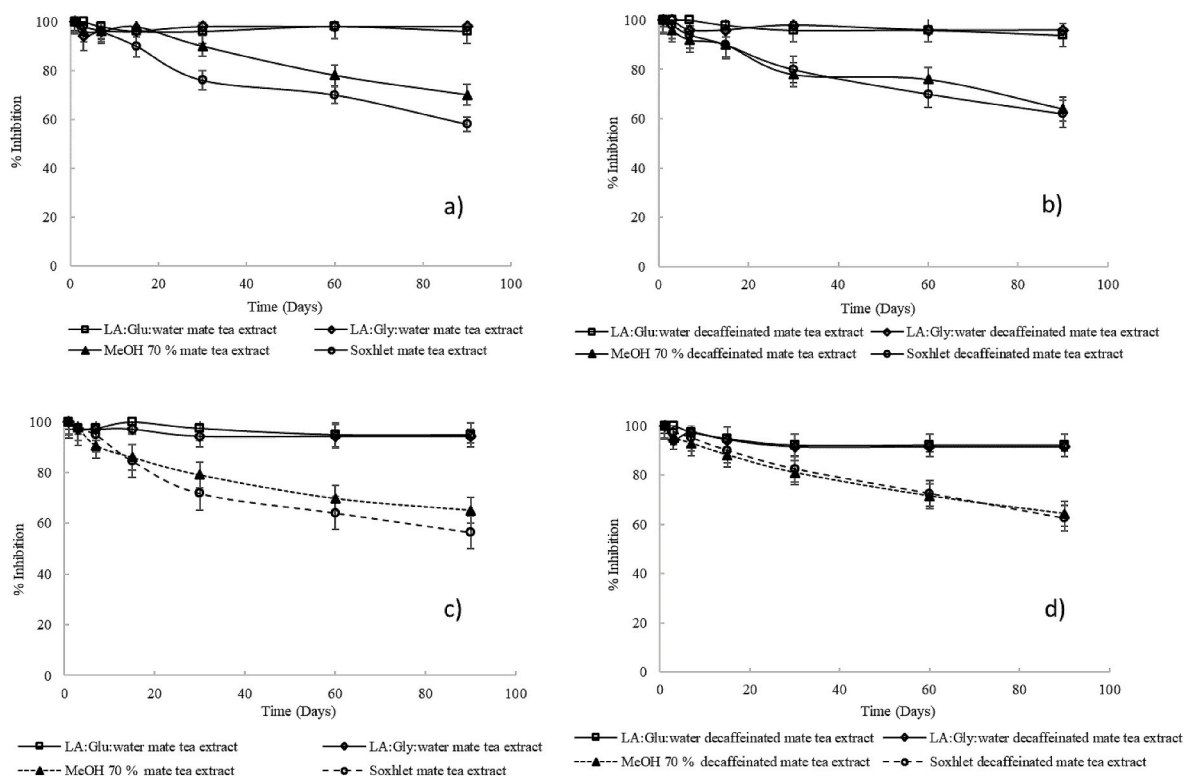 100
80
60
40
20
0
% Inhibition
a)
0 20 40 60 80 100
Time (Days)
LA:Glu:water mate tea extract LA:Gly:water mate tea extract
MeOH 70 % mate tea extract Soxhlet mate tea extract
100
80
60
40
20
0
% Inhibition
b)
0 20 40 60 80 100
Time (Days)
LA:Glu:water decaffeinated mate tea extract LA:Gly:water decaffeinated mate tea extract
MeOH 70 % decaffeinated mate tea extract Soxhlet decaffeinated mate tea extract
100
80
60
40
20
0
% Inhibition
c)
0 20 40 60 80 100
Time (Days)
LA:Glu:water mate tea extract LA:Gly:water mate tea extract
MeOH 70 % mate tea extract Soxhlet mate tea extract
100
80
60
40
20
0
% Inhibition
d)
0 20 40 60 80 100
Time (Days)
LA:Glu:water decaffeinated mate tea extract LA:Gly:water decaffeinated mate tea extract
MeOH 70 % decaffeinated mate tea extract Soxhlet decaffeinated mate tea extract